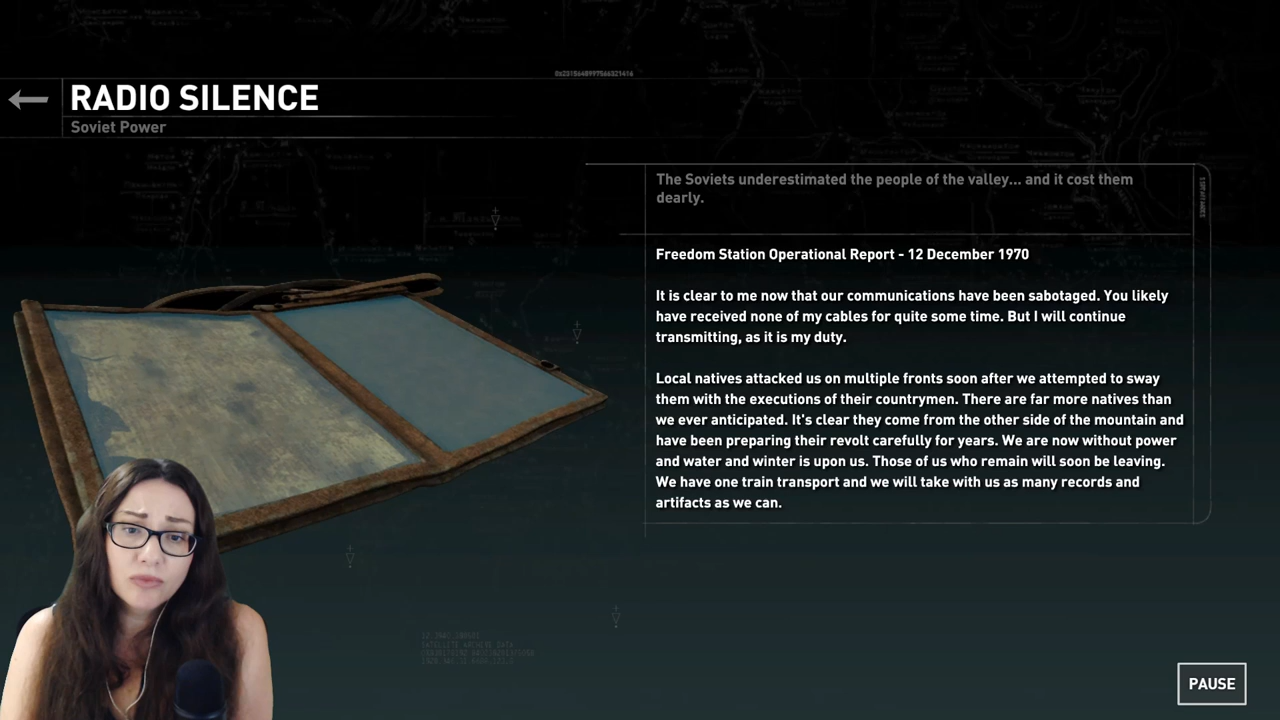 RADIO SILENCE
Soviet Power
The Soviets underestimated the people of the valley... and it cost them
dearly.
Freedom Station Operational Report - 12 December 1970
It is clear to me now that our communications have been sabotaged. You likely
have received none of my cables for quite some time. But I will continue
transmitting, as it is my duty.
Local natives attacked us on multiple fronts soon after we attempted to sway
them with the executions of their countrymen. There are far more natives than
we ever anticipated. It's clear they come from the other side of the mountain and
have been preparing their revolt carefully for years. We are now without power
and water and winter is upon us. Those of us who remain will soon be leaving.
We have one train transport and we will take with us as many records and
artifacts as we can.
PAUSE